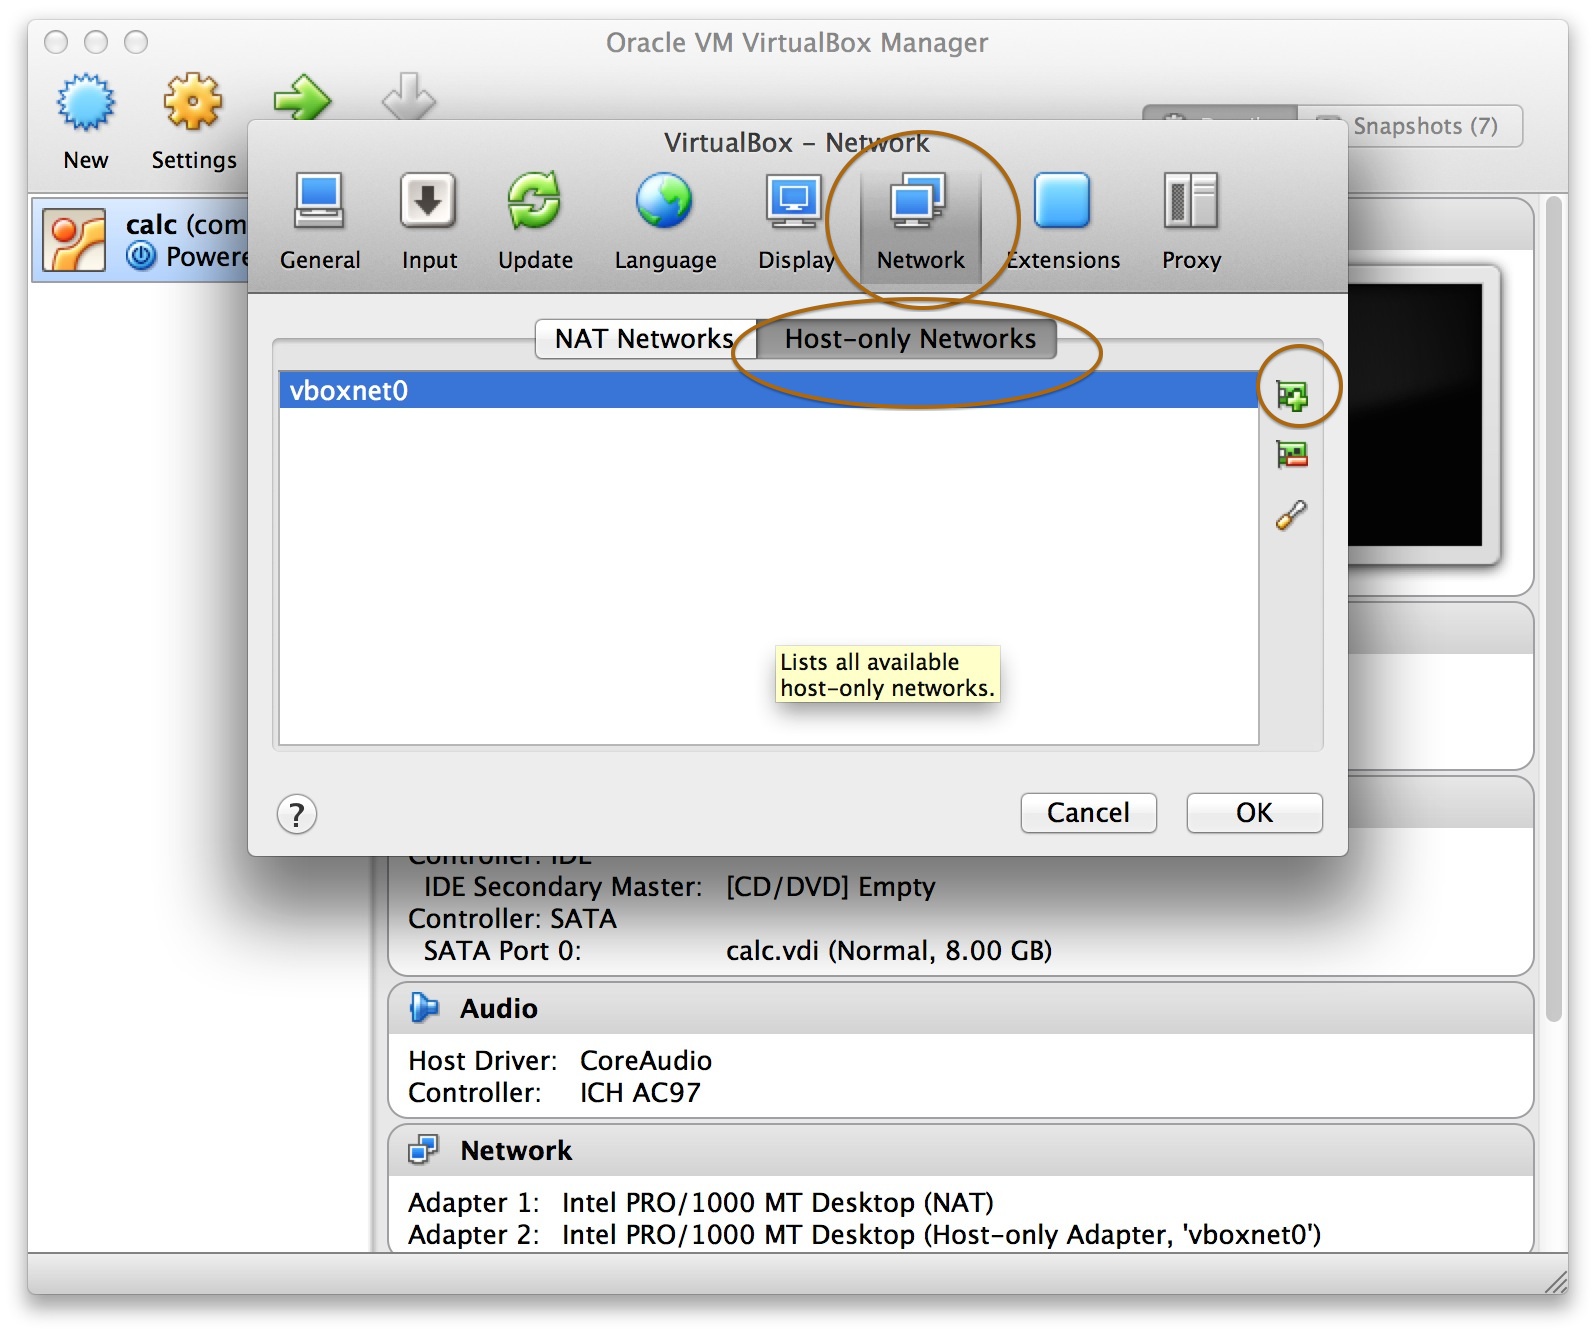 Oracle VM VirtualBox Manager
New
Settings
Snapshots (7)
calc (com
Powere
VirtualBox – Network
General
Input
Update
Language
Display
Network
Extensions
Proxy
NAT Networks
Host-only Networks
vboxnet0
Lists all available
host-only networks.
?
Cancel
OK
Controller: IDE
IDE Secondary Master: [CD/DVD] Empty
Controller: SATA
SATA Port 0: calc.vdi (Normal, 8.00 GB)
Audio
Host Driver: CoreAudio
Controller: ICH AC97
Network
Adapter 1: Intel PRO/1000 MT Desktop (NAT)
Adapter 2: Intel PRO/1000 MT Desktop (Host-only Adapter, 'vboxnet0')